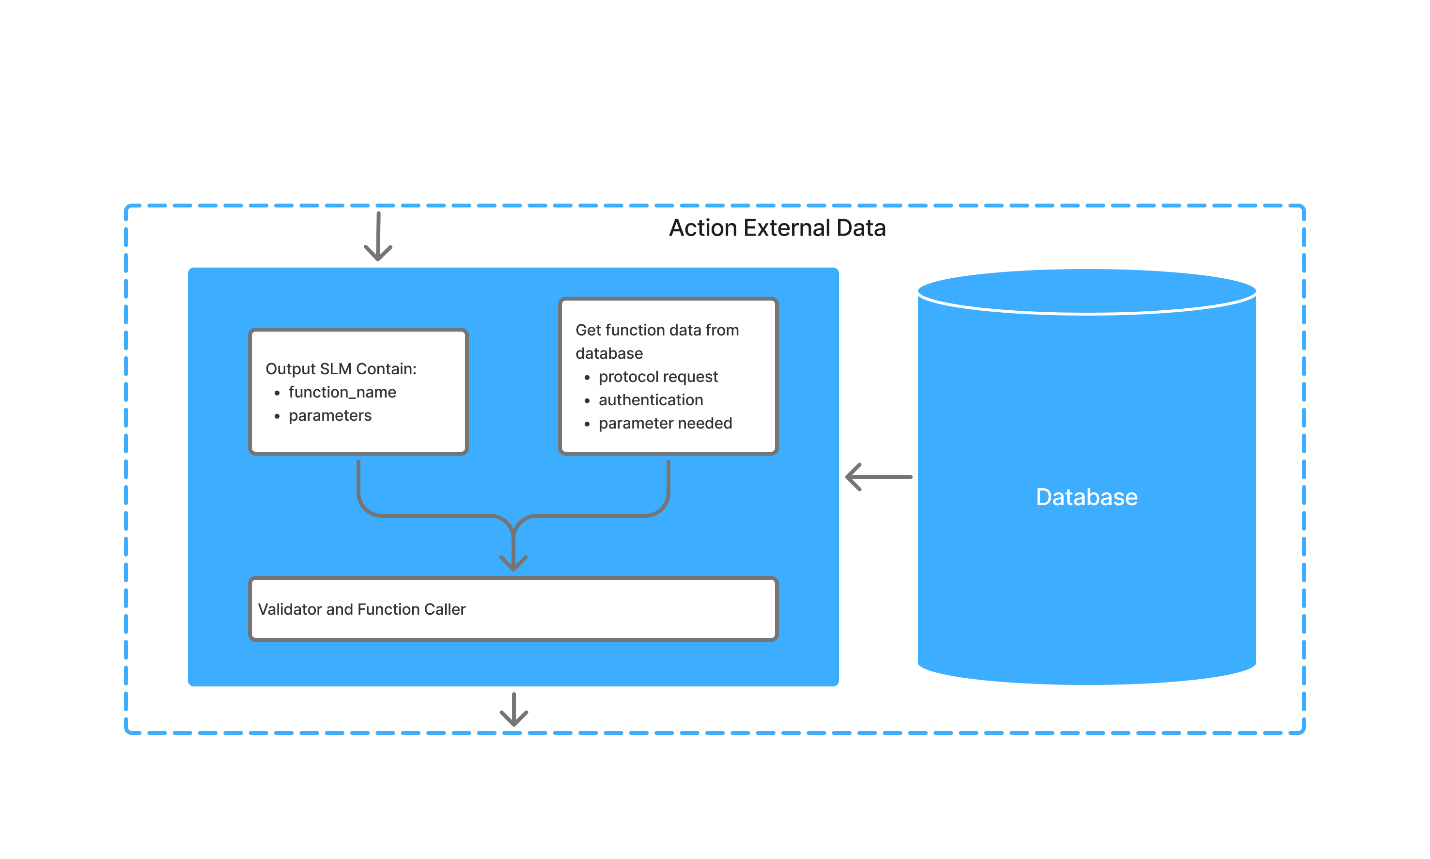 Action External Data
Output SLM Contain:
• function_name
• parameters
Get function data from
database
• protocol request
• authentication
• parameter needed
Database
Validator and Function Caller